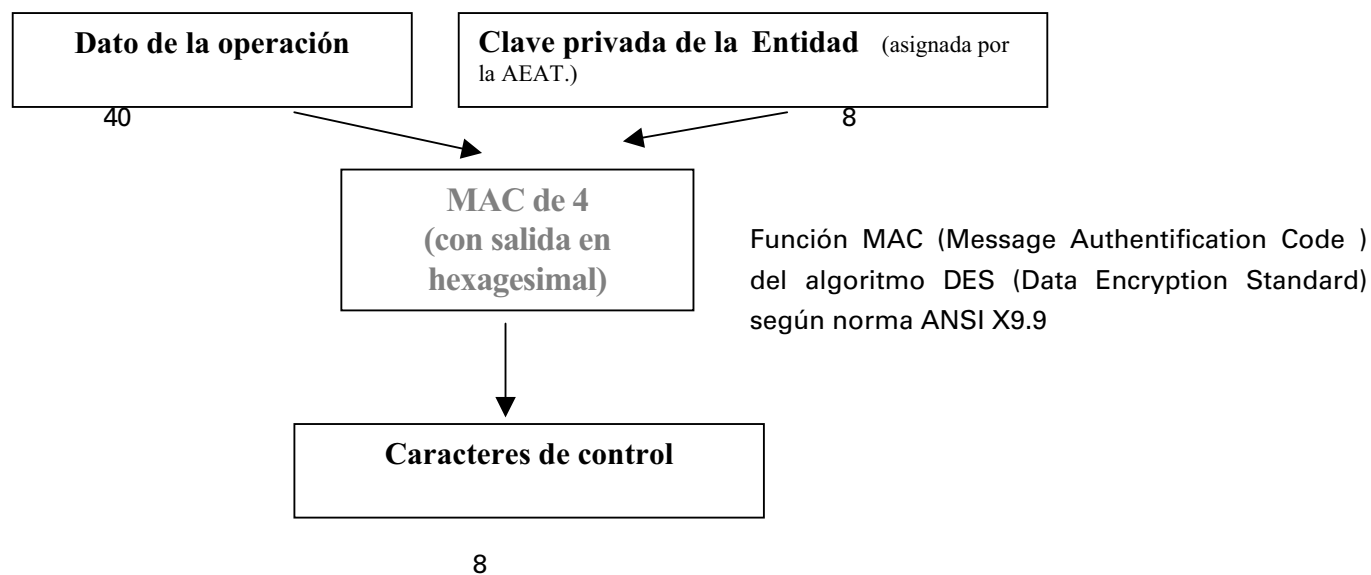 Dato de la operación
Clave privada de la Entidad (asignada por
la AEAT.)
40
8
MAC de 4
(con salida en
hexagesimal)
Función MAC (Message Authentification Code )
del algoritmo DES (Data Encryption Standard)
según norma ANSI X9.9
Caracteres de control
8